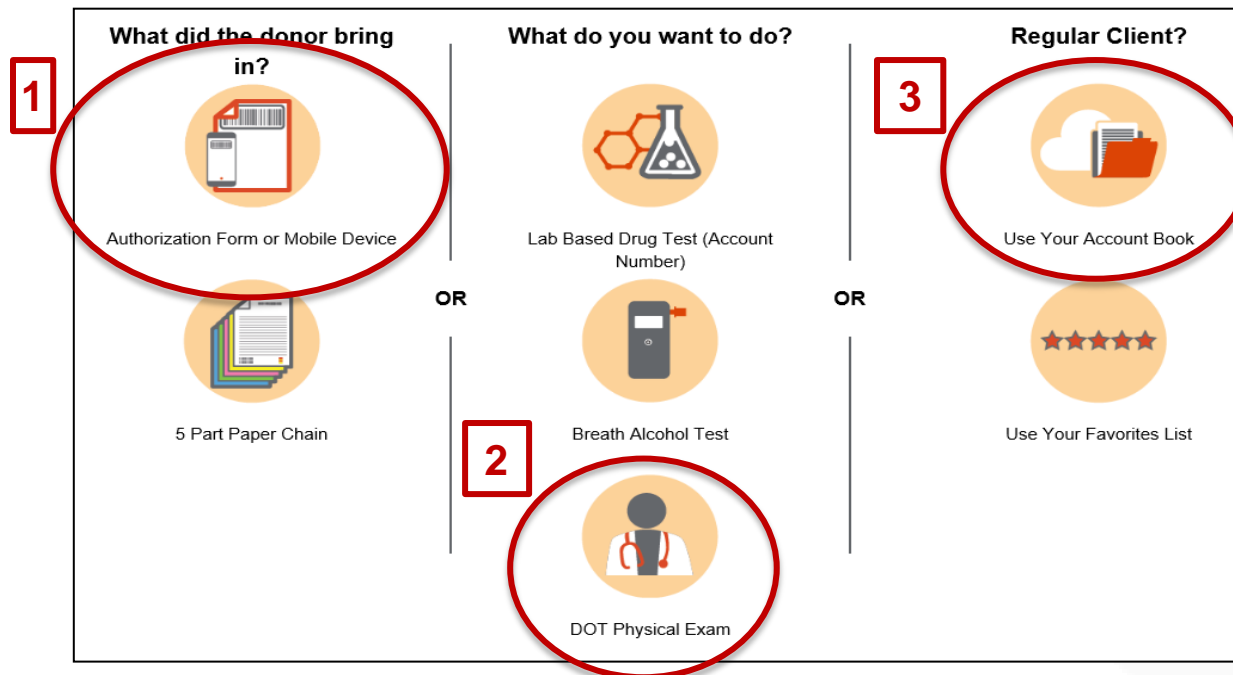 What did the donor bring
in?
1
Authorization Form or Mobile Device
5 Part Paper Chain
OR
What do you want to do?
Lab Based Drug Test (Account
Number)
Breath Alcohol Test
2
DOT Physical Exam
OR
Regular Client?
3
Use Your Account Book
Use Your Favorites List